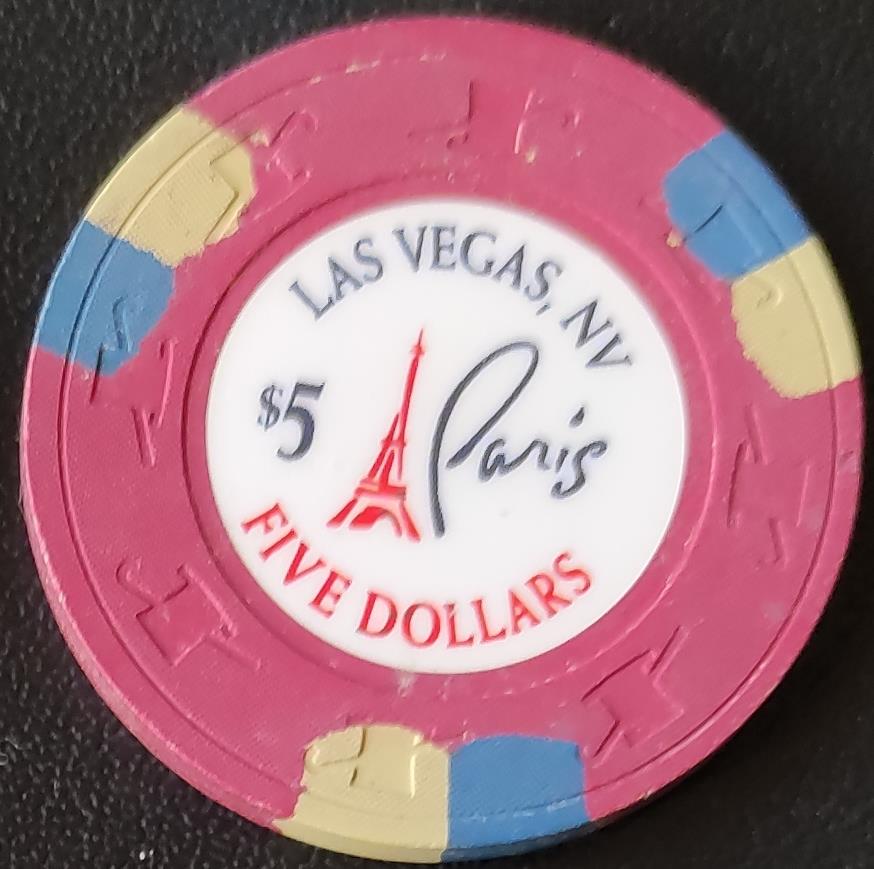 LAS VEGAS, NV
$5
Paris
FIVE DOLLARS